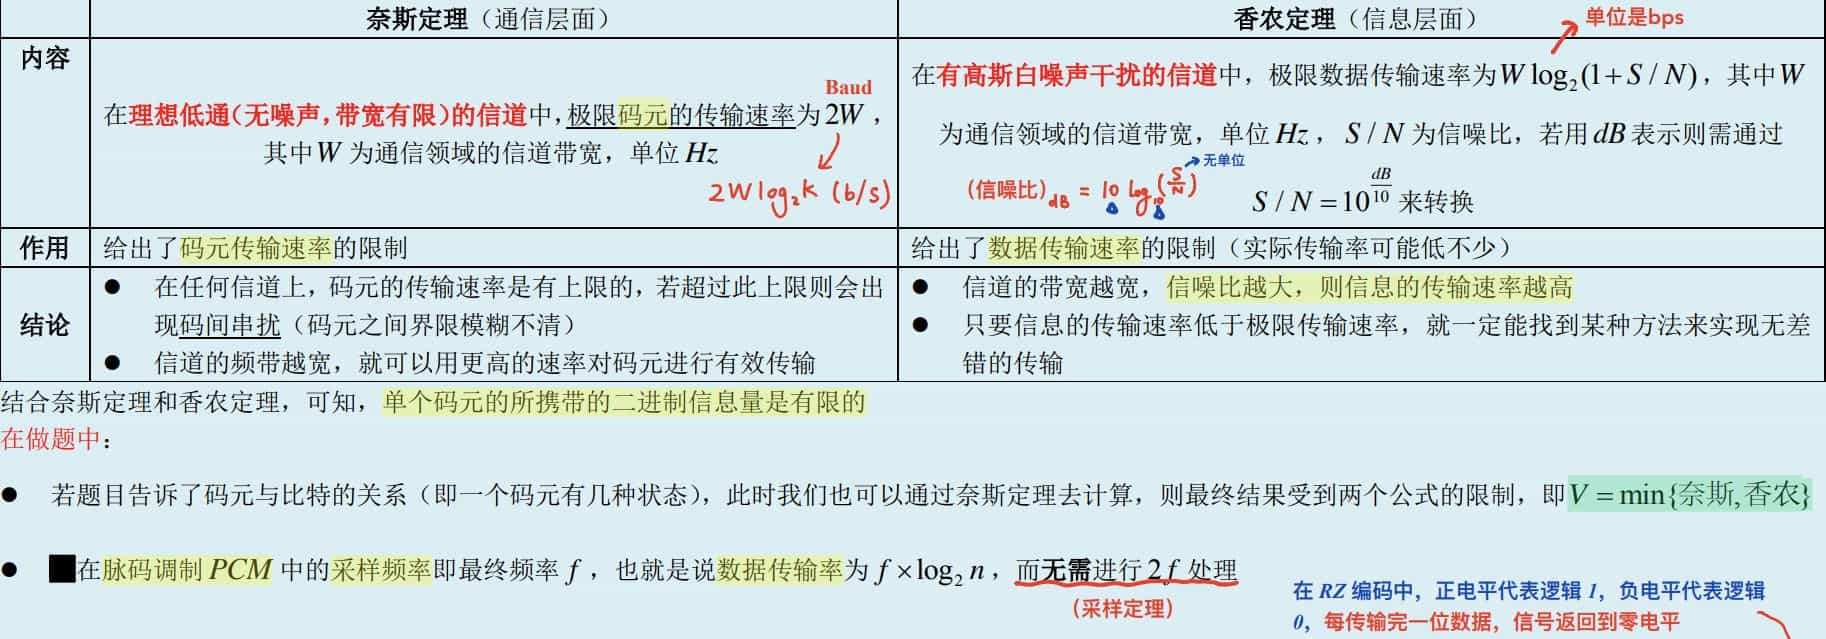 奈斯定理（通信层面）
香农定理（信息层面）
单位是bps
内容
Baud
在理想低通（无噪声，带宽有限）的信道中，极限码元的传输速率为2W，
其中W 为通信领域的信道带宽，单位Hz
2Wlog₂k (b/s)
在有高斯白噪声干扰的信道中，极限数据传输速率为W log₂(1+S/N)，其中W
为通信领域的信道带宽，单位Hz，S/N 为信噪比，若用dB表示则需通过
无单位
(信噪比)dB = 10 log₁₀(S/N)
S/N=10^(dB/10) 来转换
作用
给出了码元传输速率的限制
给出了数据传输速率的限制（实际传输率可能低不少）
结论
● 在任何信道上，码元的传输速率是有上限的，若超过此上限则会出
现码间串扰（码元之间界限模糊不清）
● 信道的频带越宽，就可以用更高的速率对码元进行有效传输
● 信道的带宽越宽，信噪比越大，则信息的传输速率越高
● 只要信息的传输速率低于极限传输速率，就一定能找到某种方法来实现无差
错的传输
结合奈斯定理和香农定理，可知，单个码元的所携带的二进制信息量是有限的
在做题中：
● 若题目告诉了码元与比特的关系（即一个码元有几种状态），此时我们也可以通过奈斯定理去计算，则最终结果受到两个公式的限制，即V=min{奈斯,香农}
● 在脉码调制PCM 中的采样频率即最终频率 f，也就是说数据传输率为 f×log₂ n，而无需进行2f 处理
（采样定理）
在 RZ 编码中，正电平代表逻辑 1，负电平代表逻辑
0，每传输完一位数据，信号返回到零电平